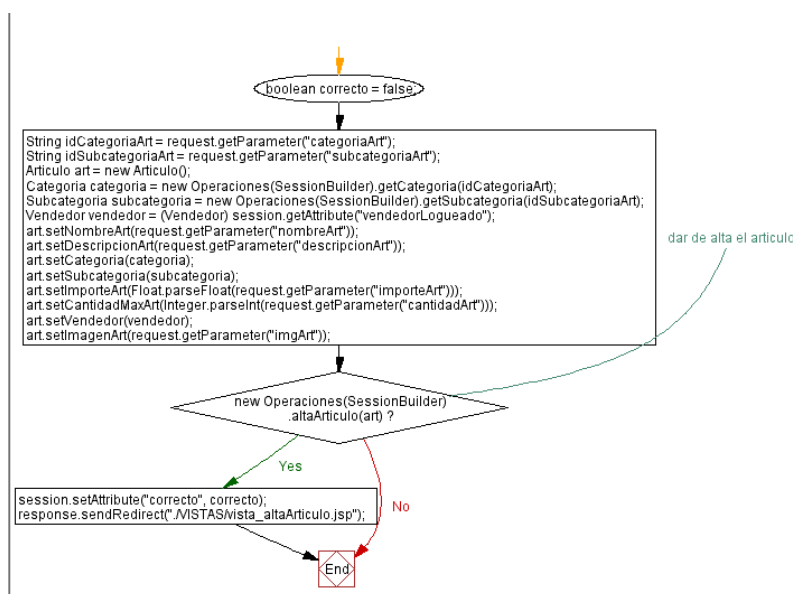 boolean correcto = false;
String idCategoriaArt = request.getParameter("categoriaArt");
String idSubcategoriaArt = request.getParameter("subcategoriaArt");
Articulo art = new Articulo();
Categoria categoria = new Operaciones(SessionBuilder).getCategoria(idCategoriaArt);
Subcategoria subcategoria = new Operaciones(SessionBuilder).getSubcategoria(idSubcategoriaArt);
Vendedor vendedor = (Vendedor) session.getAttribute("vendedorLogueado");
art.setNombreArt(request.getParameter("nombreArt"));
art.setDescripcionArt(request.getParameter("descripcionArt"));
art.setCategoria(categoria);
art.setSubcategoria(subcategoria);
art.setImporteArt(Float.parseFloat(request.getParameter("importeArt")));
art.setCantidadMaxArt(Integer.parseInt(request.getParameter("cantidadArt")));
art.setVendedor(vendedor);
art.setImagenArt(request.getParameter("imgArt"));
dar de alta el articulo
new Operaciones(SessionBuilder)
.altaArticulo(art) ?
Yes
No
session.setAttribute("correcto", correcto);
response.sendRedirect("./VISTAS/vista_altaArticulo.jsp");
End